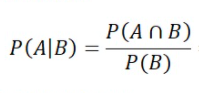 P(A|B) = P(A ∩ B) / P(B)